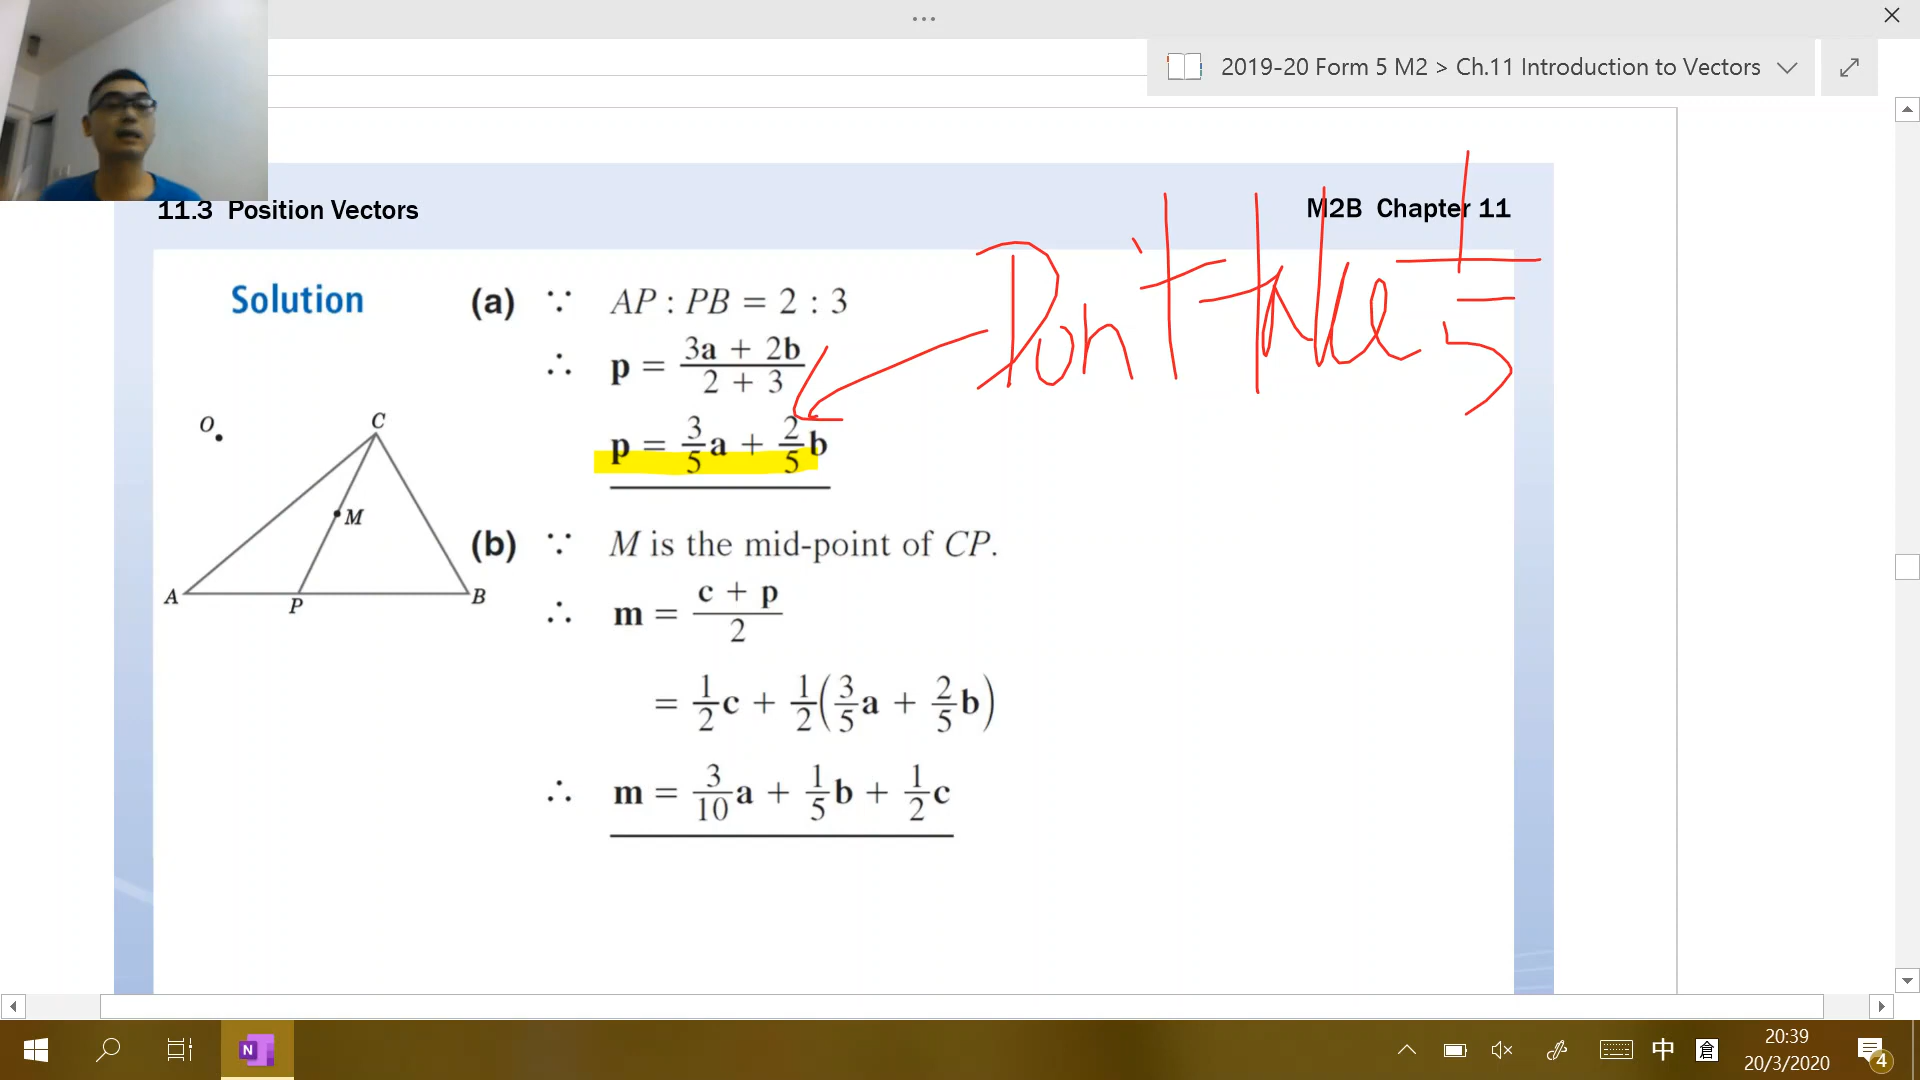 2019-20 Form 5 M2 > Ch.11 Introduction to Vectors
11.3 Position Vectors
M2B Chapter 11
Don't take 1/5
Solution
(a) ∵ AP : PB = 2 : 3
∴ p = (3a + 2b)/(2 + 3)
p = 3/5 a + 2/5 b
O
C
M
A
P
B
(b) ∵ M is the mid-point of CP.
∴ m = (c + p)/2
= 1/2 c + 1/2(3/5 a + 2/5 b)
∴ m = 3/10 a + 1/5 b + 1/2 c
N
中
倉
20:39
20/3/2020
4